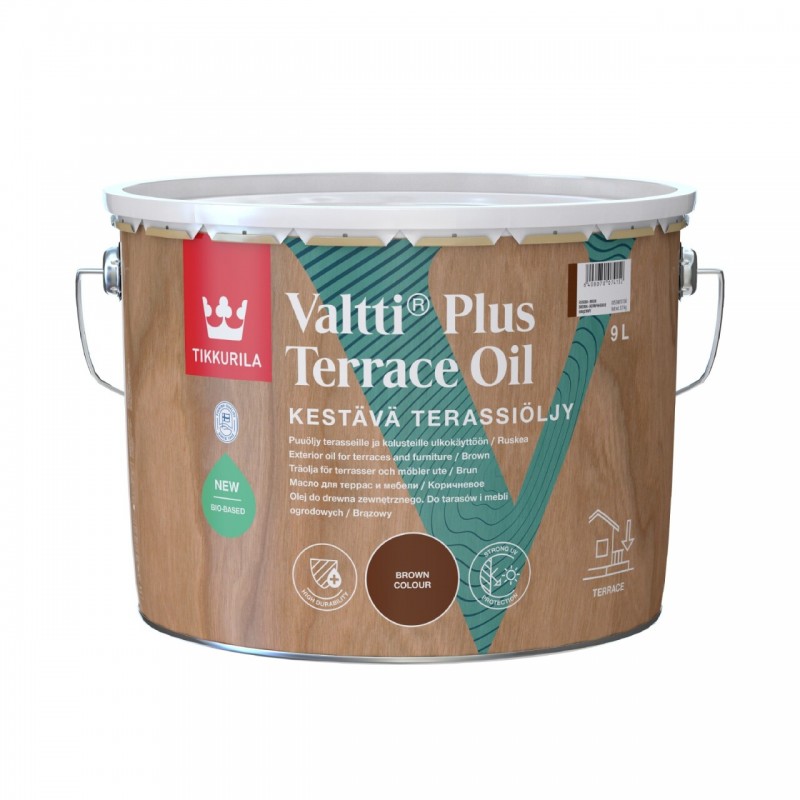 TIKKURILA
Valtti® Plus
Terrace Oil
KESTÄVÄ TERASSIÖLJY
Puuöljy terasseille ja kalusteille ulkokäyttöön / Ruskea
Exterior oil for terraces and furniture / Brown
Träolja för terrasser och möbler ute / Brun
Масло для террас и мебели / Коричневое
Olej do drewna zewnętrznego. Do tarasów i mebli
ogrodowych / Brązowy
9 L
NEW
BIO-BASED
HIGH DURABILITY
BROWN
COLOUR
STRONG UV
PROTECTION
TERRACE